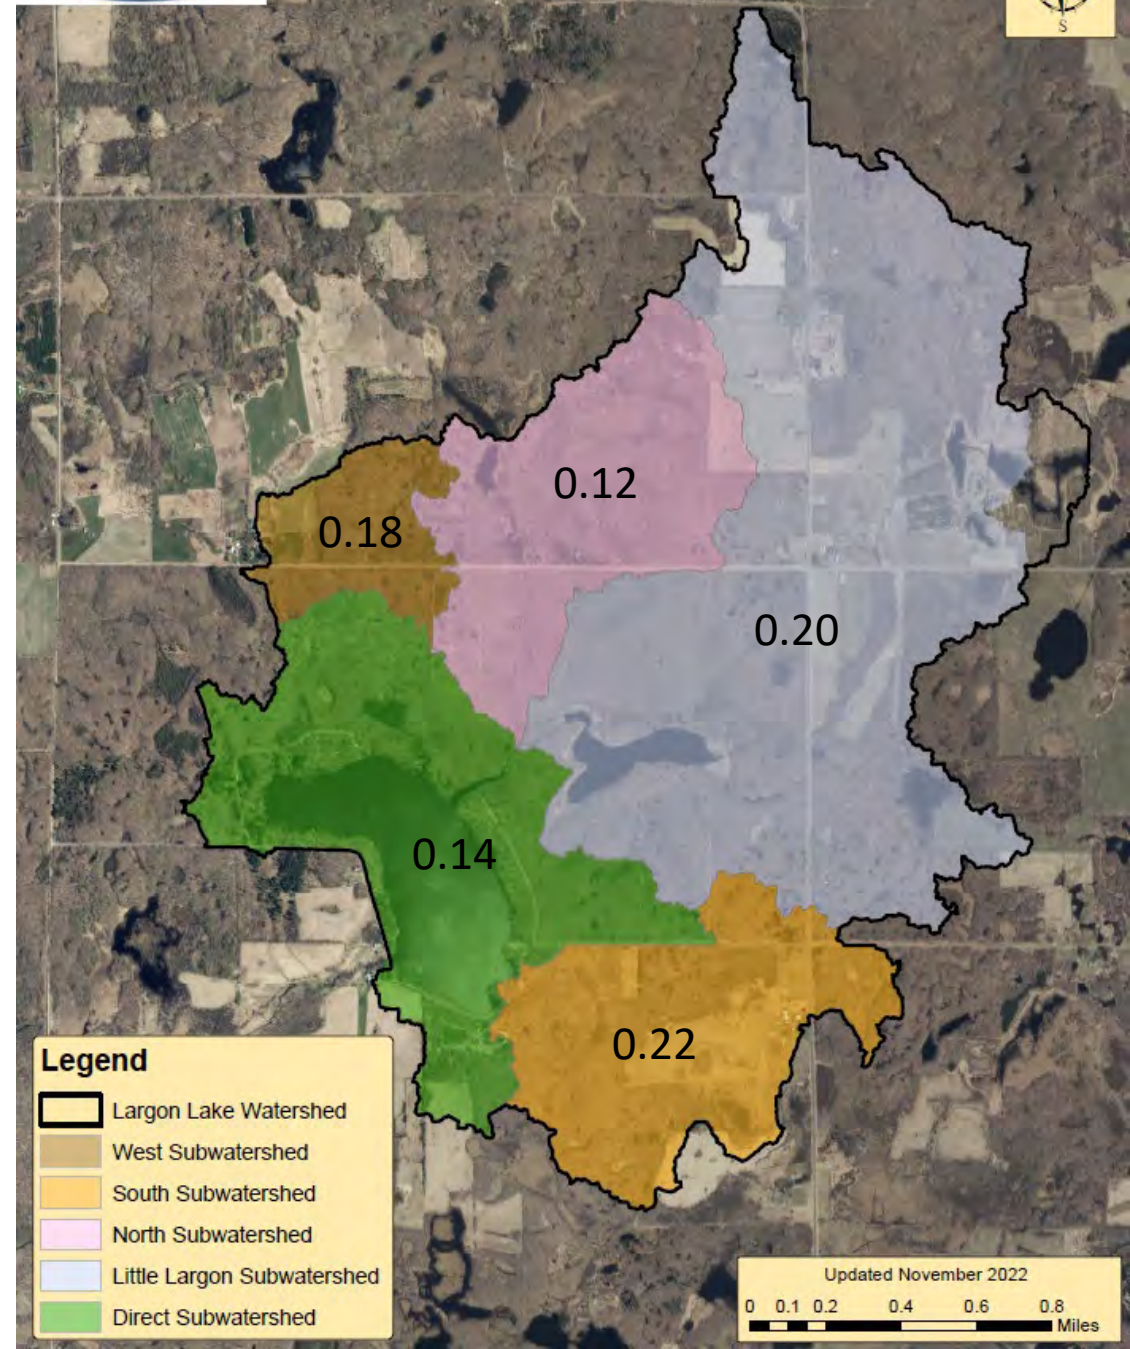 S
0.12
0.18
0.20
0.14
0.22
Legend
Largon Lake Watershed
West Subwatershed
South Subwatershed
North Subwatershed
Little Largon Subwatershed
Direct Subwatershed
Updated November 2022
0 0.1 0.2 0.4 0.6 0.8
Miles